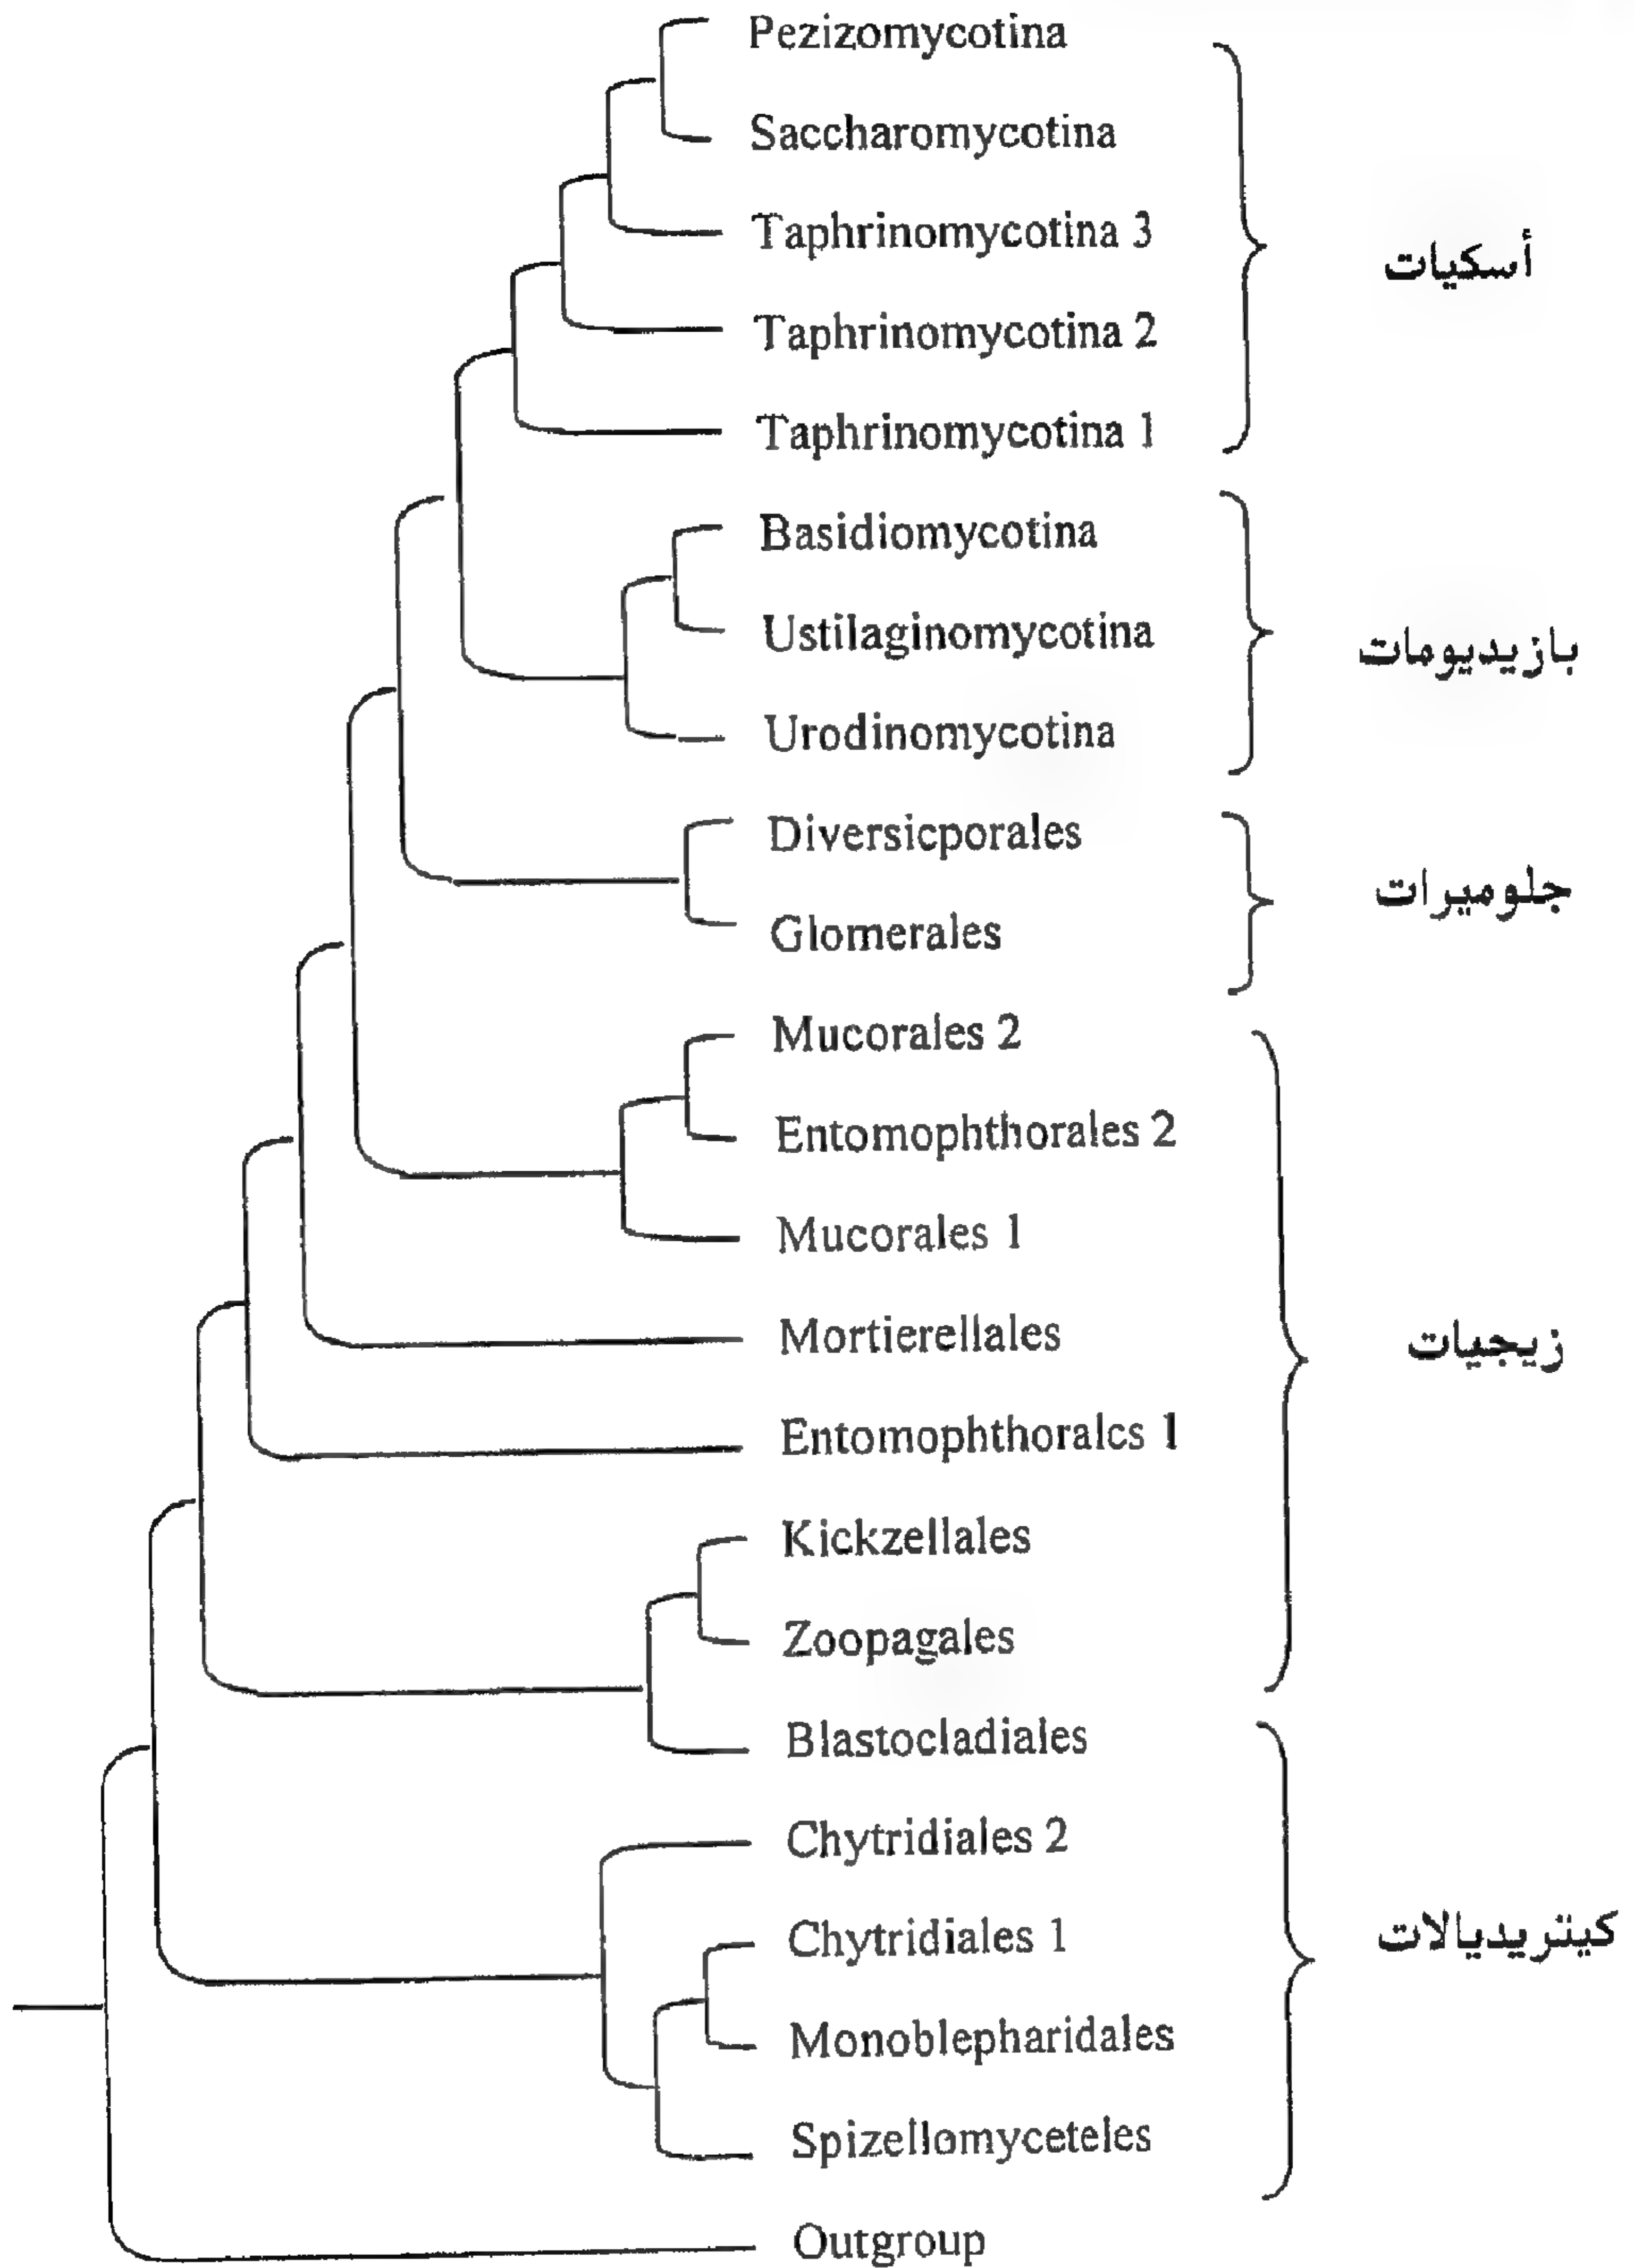 Pezizomycotina
Saccharomycotina
Taphrinomycotina 3
أسكيات
Taphrinomycotina 2
Taphrinomycotina 1
Basidiomycotina
Ustilaginomycotina
بازيديومات
Urodinomycotina
Diversicporales
جلوميرات
Glomerales
Mucorales 2
Entomophthorales 2
Mucorales 1
Mortierellales
زيجيات
Entomophthoralcs 1
Kickzellales
Zoopagales
Blastocladiales
Chytridiales 2
Chytridiales 1
كيتريديالات
Monoblepharidales
Spizellomyceteles
Outgroup